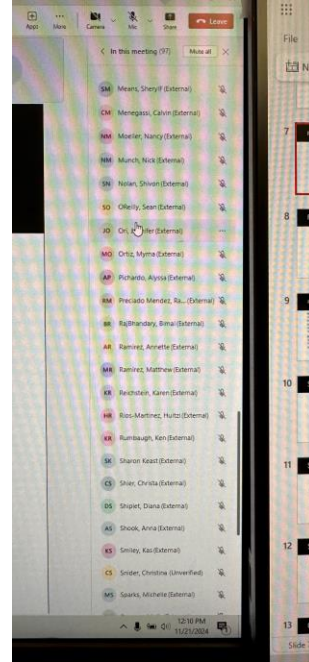 Apps More Camera Mic Share Leave
In this meeting (97) Mute all
SM Means, Sheryl F (External)
CM Menegassi, Calvin (External)
NM Moeller, Nancy (External)
NM Munch, Nick (External)
SN Nolan, Shivon (External)
SO OReilly, Sean (External)
JO Ori, (External)
MO Ortiz, Myrna (External)
AP Pichardo, Alyssa (External)
RM Preciado Mendez, Ra... (External)
BR RajBhandary, Bimal (External)
AR Ramirez, Annette (External)
MR Ramirez, Matthew (External)
KR Reichstein, Karen (External)
HR Rios-Martinez, Huitzi (External)
KR Rumbaugh, Ken (External)
SK Sharon Keast (External)
CS Shier, Christa (External)
DS Shiplet, Diana (External)
AS Shook, Anna (External)
KS Smiley, Kasi (External)
CS Snider, Christina (Unverified)
MS Sparks, Michelle (External)
12:10 PM
11/21/2024
File
N
7
8
9
10
11
12
13
Slide